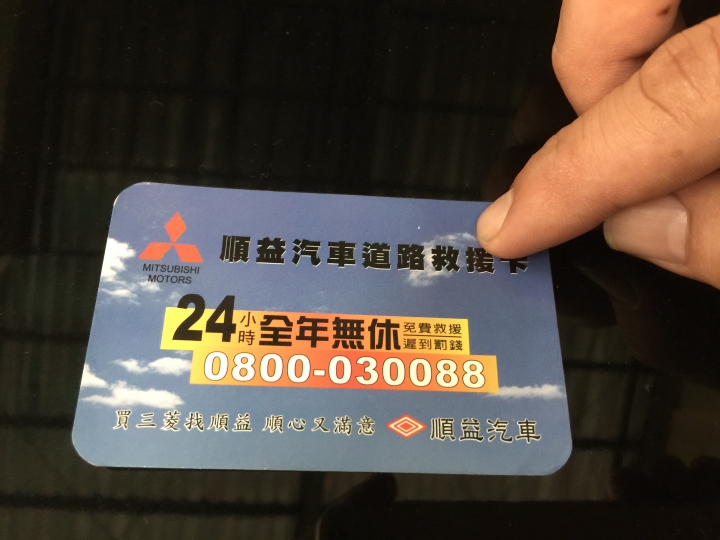 MITSUBISHI
MOTORS
順益汽車道路救援卡
24小時全年無休
免費救援
遲到罰錢
0800-030088
買三菱找順益 順心又滿意
順益汽車